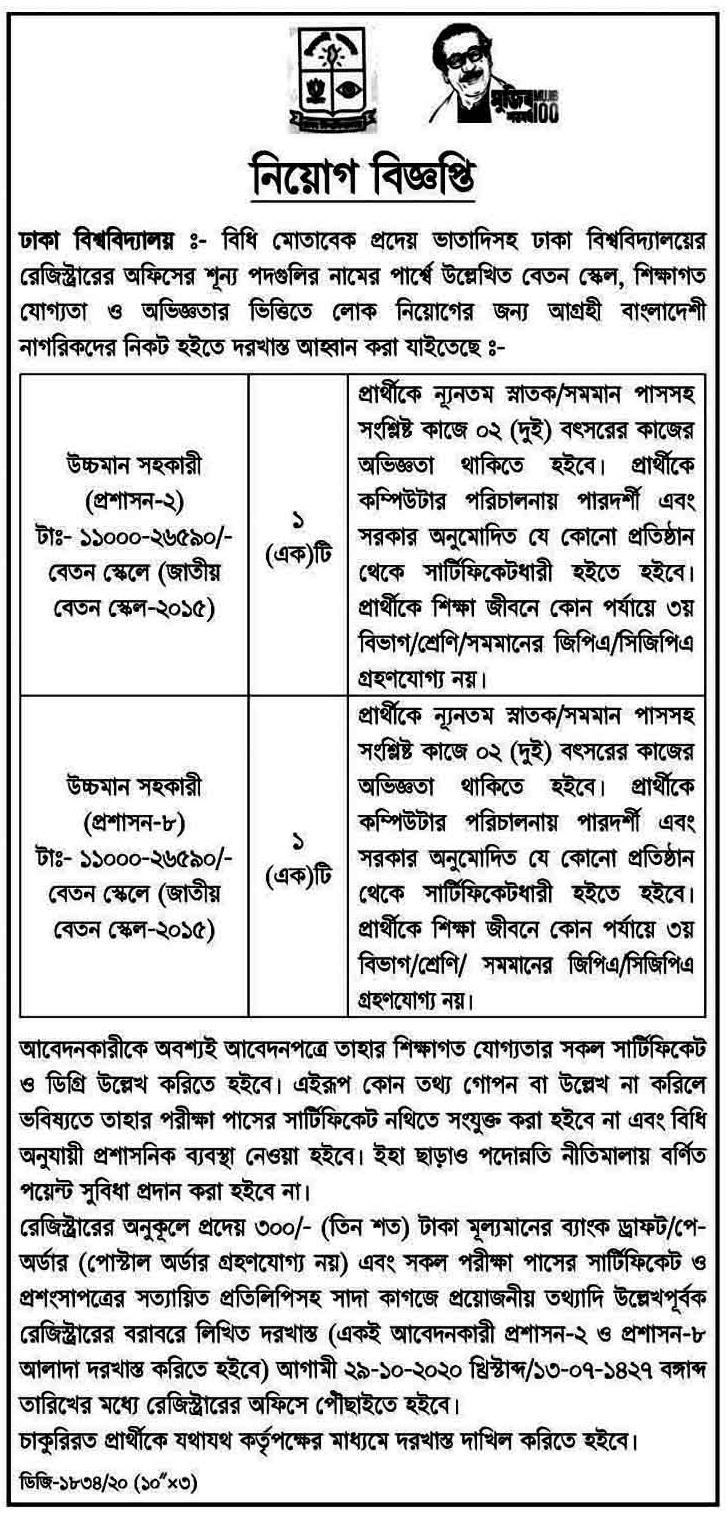 মুজিব MUJIB
শতবর্ষ 100
নিয়োগ বিজ্ঞপ্তি
ঢাকা বিশ্ববিদ্যালয় ঃ- বিধি মোতাবেক প্রদেয় ভাতাদিসহ ঢাকা বিশ্ববিদ্যালয়ের
রেজিস্ট্রারের অফিসের শূন্য পদগুলির নামের পার্শ্বে উল্লেখিত বেতন স্কেল, শিক্ষাগত
যোগ্যতা ও অভিজ্ঞতার ভিত্তিতে লোক নিয়োগের জন্য আগ্রহী বাংলাদেশী
নাগরিকদের নিকট হইতে দরখাস্ত আহ্বান করা যাইতেছে ঃ-
উচ্চমান সহকারী
(প্রশাসন-২)
টাঃ- ১১০০০-২৬৫৯০/-
বেতন স্কেলে (জাতীয়
বেতন স্কেল-২০১৫)
১
(এক)টি
প্রার্থীকে ন্যূনতম স্নাতক/সমমান পাসসহ
সংশ্লিষ্ট কাজে ০২ (দুই) বৎসরের কাজের
অভিজ্ঞতা থাকিতে হইবে। প্রার্থীকে
কম্পিউটার পরিচালনায় পারদর্শী এবং
সরকার অনুমোদিত যে কোনো প্রতিষ্ঠান
থেকে সার্টিফিকেটধারী হইতে হইবে।
প্রার্থীকে শিক্ষা জীবনে কোন পর্যায়ে ৩য়
বিভাগ/শ্রেণি/সমমানের জিপিএ/সিজিপিএ
গ্রহণযোগ্য নয়।
উচ্চমান সহকারী
(প্রশাসন-৮)
টাঃ- ১১০০০-২৬৫৯০/-
বেতন স্কেলে (জাতীয়
বেতন স্কেল-২০১৫)
১
(এক)টি
প্রার্থীকে ন্যূনতম স্নাতক/সমমান পাসসহ
সংশ্লিষ্ট কাজে ০২ (দুই) বৎসরের কাজের
অভিজ্ঞতা থাকিতে হইবে। প্রার্থীকে
কম্পিউটার পরিচালনায় পারদর্শী এবং
সরকার অনুমোদিত যে কোনো প্রতিষ্ঠান
থেকে সার্টিফিকেটধারী হইতে হইবে।
প্রার্থীকে শিক্ষা জীবনে কোন পর্যায়ে ৩য়
বিভাগ/শ্রেণি/ সমমানের জিপিএ/সিজিপিএ
গ্রহণযোগ্য নয়।
আবেদনকারীকে অবশ্যই আবেদনপত্রে তাহার শিক্ষাগত যোগ্যতার সকল সার্টিফিকেট
ও ডিগ্রি উল্লেখ করিতে হইবে। এইরূপ কোন তথ্য গোপন বা উল্লেখ না করিলে
ভবিষ্যতে তাহার পরীক্ষা পাসের সার্টিফিকেট নথিতে সংযুক্ত করা হইবে না এবং বিধি
অনুযায়ী প্রশাসনিক ব্যবস্থা নেওয়া হইবে। ইহা ছাড়াও পদোন্নতি নীতিমালায় বর্ণিত
পয়েন্ট সুবিধা প্রদান করা হইবে না।
রেজিস্ট্রারের অনুকূলে প্রদেয় ৩০০/- (তিন শত) টাকা মূল্যমানের ব্যাংক ড্রাফট/পে-
অর্ডার (পোস্টাল অর্ডার গ্রহণযোগ্য নয়) এবং সকল পরীক্ষা পাসের সার্টিফিকেট ও
প্রশংসাপত্রের সত্যায়িত প্রতিলিপিসহ সাদা কাগজে প্রয়োজনীয় তথ্যাদি উল্লেখপূর্বক
রেজিস্ট্রারের বরাবরে লিখিত দরখাস্ত (একই আবেদনকারী প্রশাসন-২ ও প্রশাসন-৮
আলাদা দরখাস্ত করিতে হইবে) আগামী ২৯-১০-২০২০ খ্রিস্টাব্দ/১৩-০৭-১৪২৭ বঙ্গাব্দ
তারিখের মধ্যে রেজিস্ট্রারের অফিসে পৌঁছাইতে হইবে।
চাকুরিরত প্রার্থীকে যথাযথ কর্তৃপক্ষের মাধ্যমে দরখাস্ত দাখিল করিতে হইবে।
ডিজি-১৮৩৪/২০ (১০˝×৩)